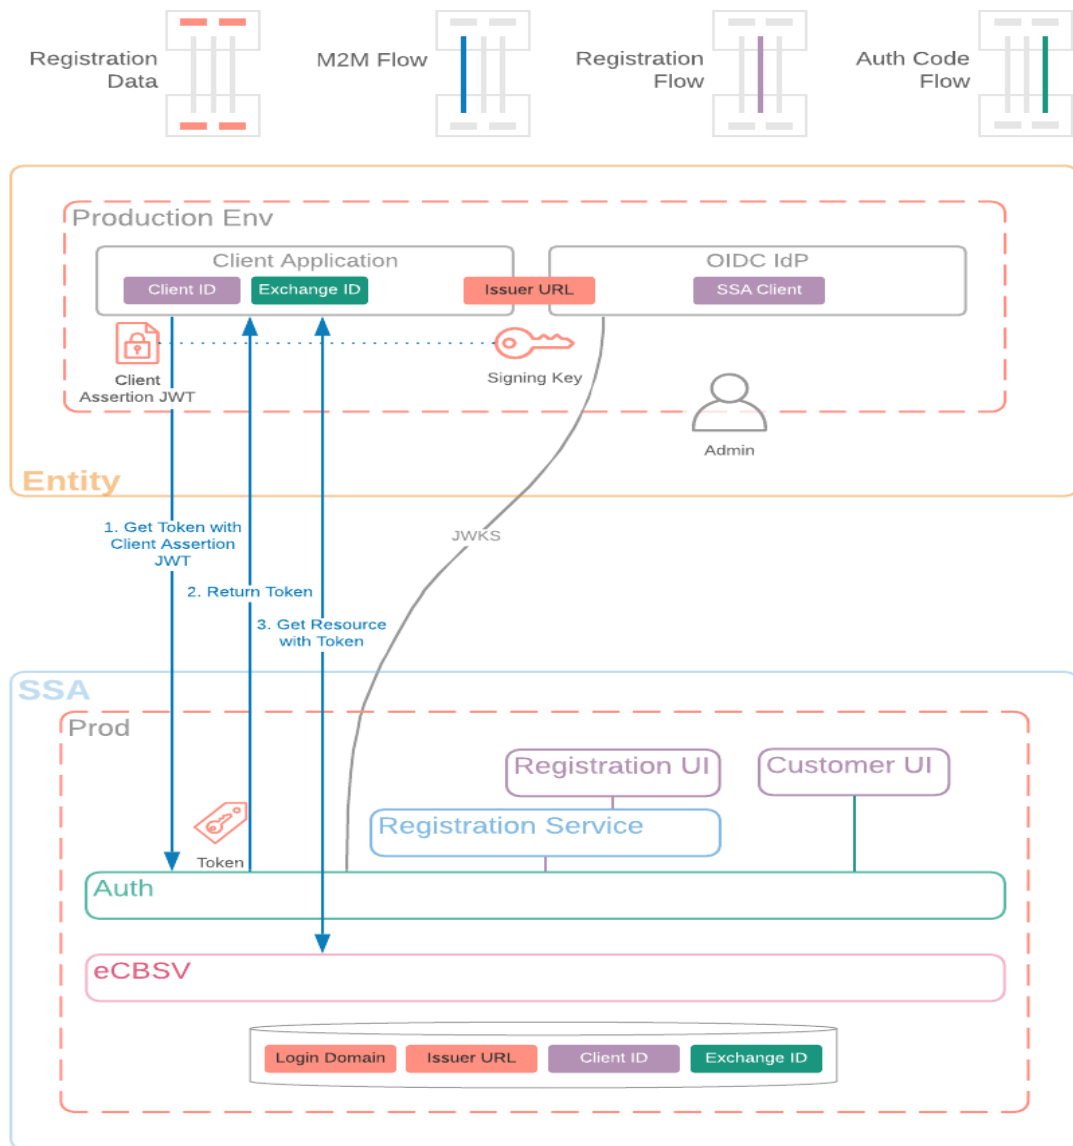 Registration
Data
M2M Flow
Registration
Flow
Auth Code
Flow
Production Env
Client Application
OIDC IdP
Client ID
Exchange ID
Issuer URL
SSA Client
Client
Assertion JWT
Signing Key
Admin
Entity
1. Get Token with
Client Assertion
JWT
JWKS
2. Return Token
3. Get Resource
with Token
SSA
Prod
Registration UI
Customer UI
Registration Service
Token
Auth
eCBSV
Login Domain
Issuer URL
Client ID
Exchange ID